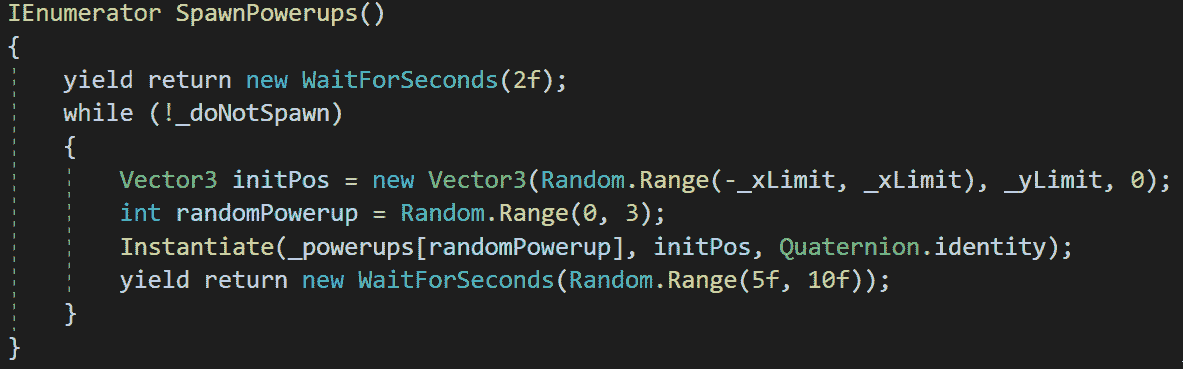 IEnumerator SpawnPowerups()
{
    yield return new WaitForSeconds(2f);
    while (!_doNotSpawn)
    {
        Vector3 initPos = new Vector3(Random.Range(-_xLimit, _xLimit), _yLimit, 0);
        int randomPowerup = Random.Range(0, 3);
        Instantiate(_powerups[randomPowerup], initPos, Quaternion.identity);
        yield return new WaitForSeconds(Random.Range(5f, 10f));
    }
}